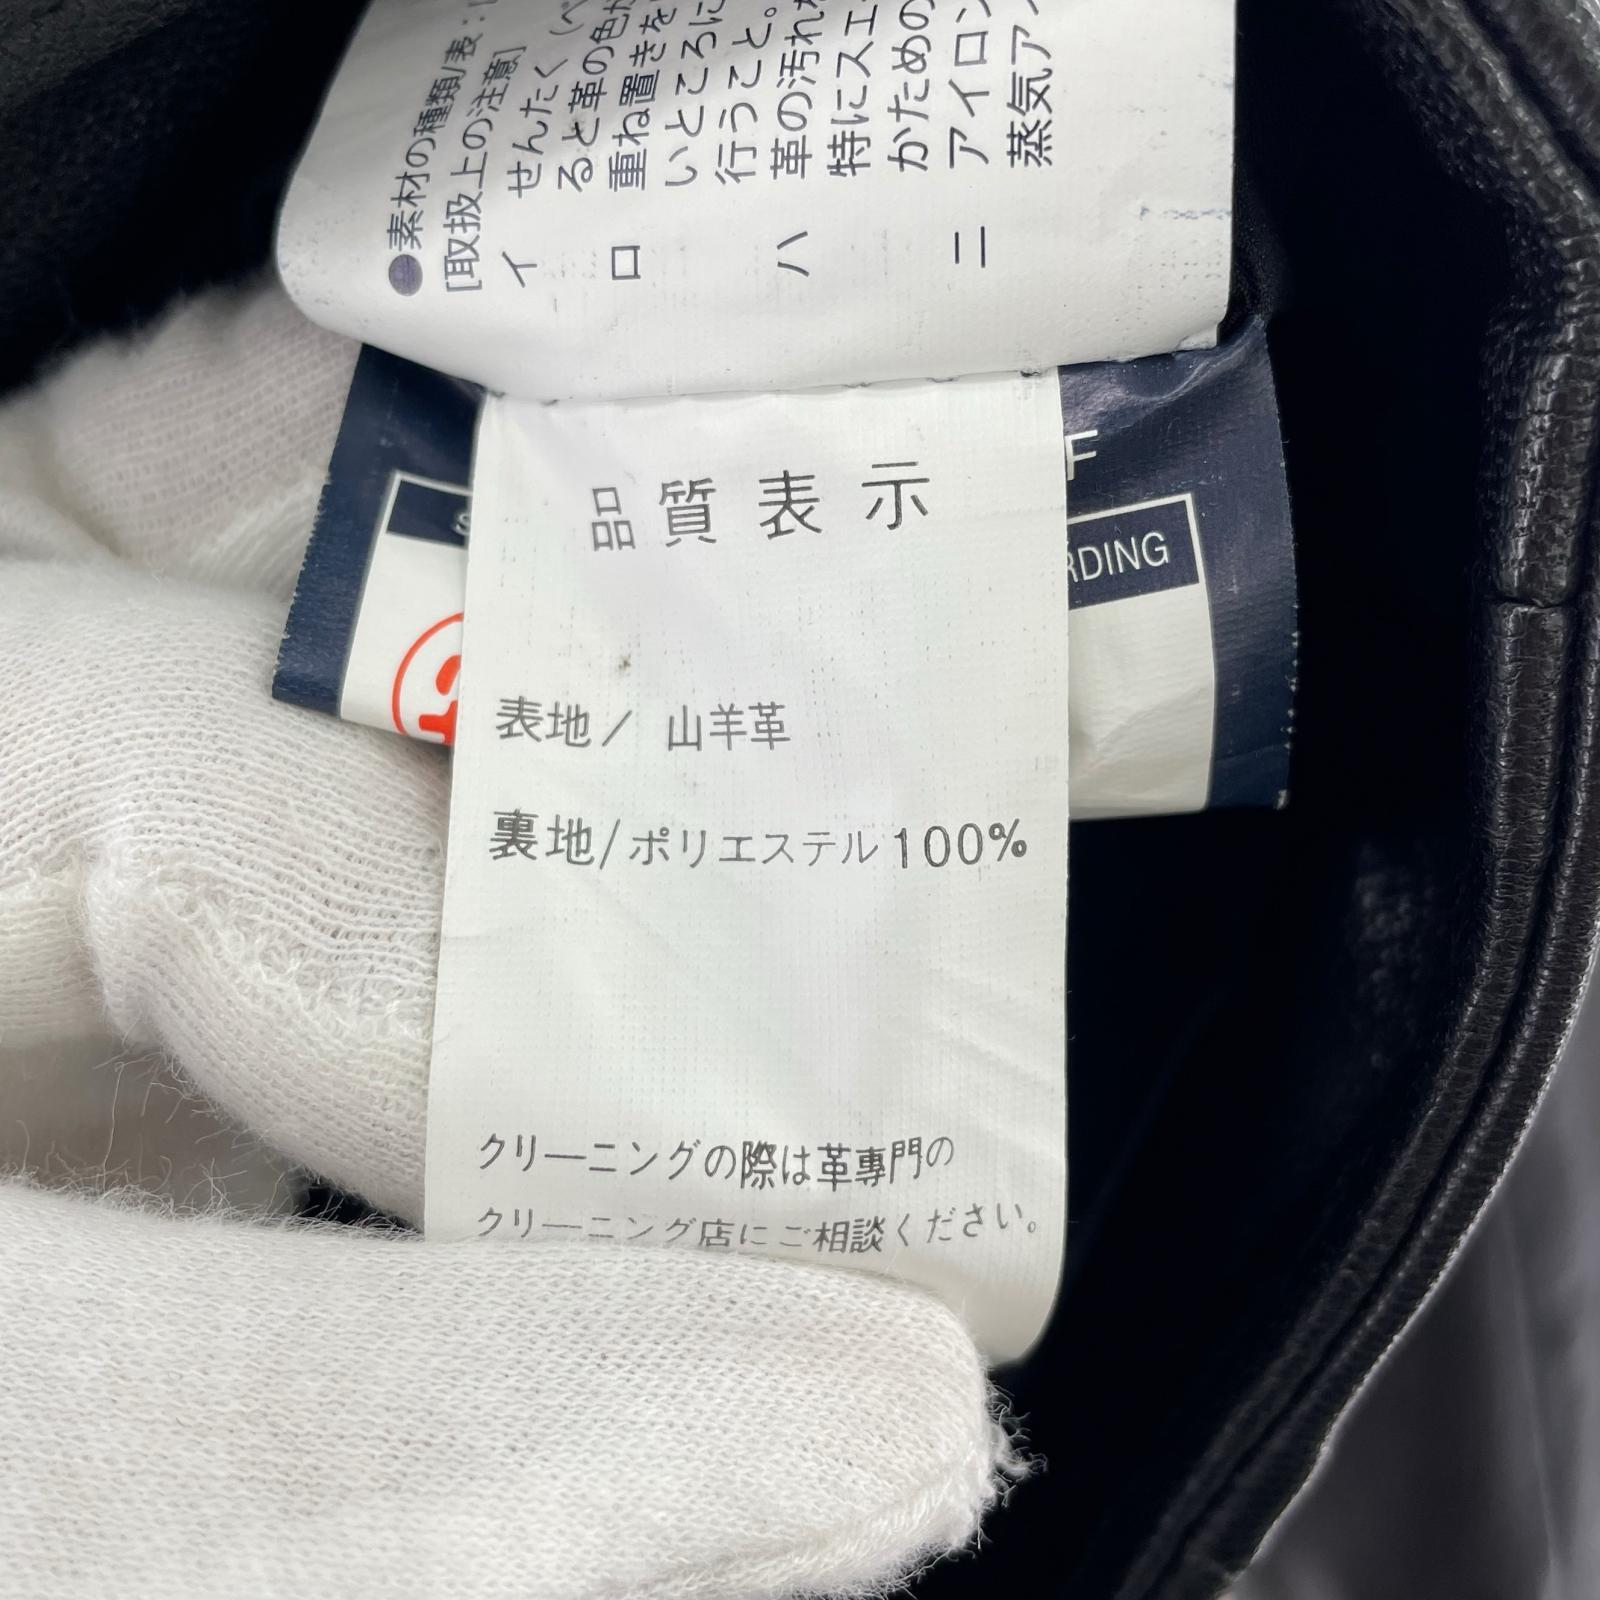 ●素材の種類/表:
[取扱上の注意]
イ せんたく(ベ
ると革の色が
ロ 重ね置きを
いところに
行うこと。
ハ 革の汚れ
特にスエ
かための
ニ アイロン
蒸気ア
F
RDING
品質表示
表地/ 山羊革
裏地/ポリエステル100%
クリーニングの際は革専門の
クリーニング店にご相談ください。